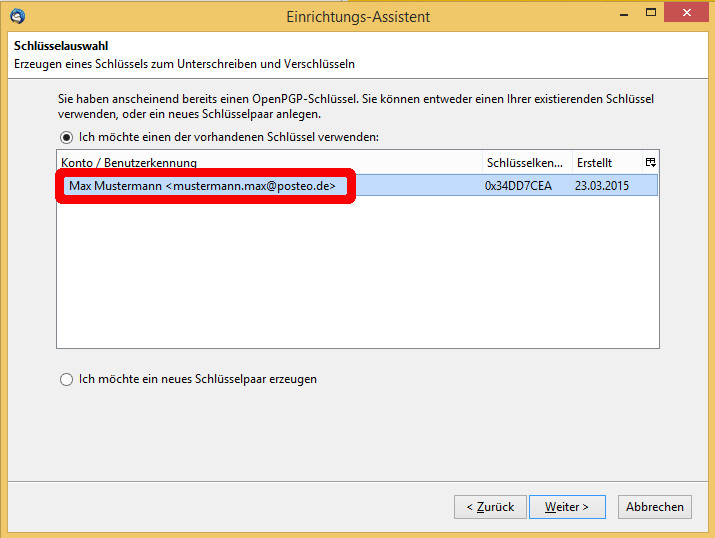 Einrichtungs-Assistent
Schlüsselauswahl
Erzeugen eines Schlüssels zum Unterschreiben und Verschlüsseln
Sie haben anscheinend bereits einen OpenPGP-Schlüssel. Sie können entweder einen Ihrer existierenden Schlüssel
verwenden, oder ein neues Schlüsselpaar anlegen.
Ich möchte einen der vorhandenen Schlüssel verwenden:
Konto / Benutzerkennung Schlüsselken... Erstellt
Max Mustermann <mustermann.max@posteo.de> 0x34DD7CEA 23.03.2015
Ich möchte ein neues Schlüsselpaar erzeugen
< Zurück Weiter > Abbrechen